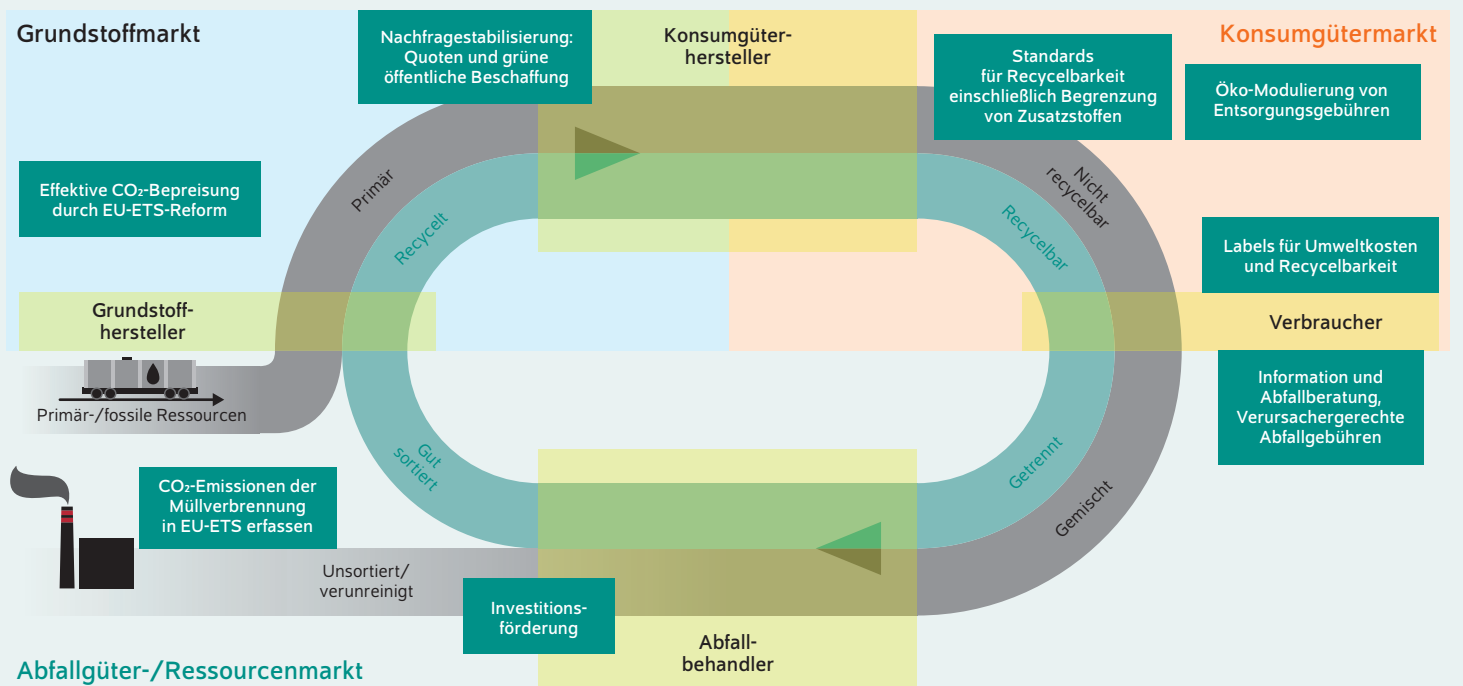 Grundstoffmarkt
Nachfragestabilisierung:
Quoten und grüne
öffentliche Beschaffung
Konsumgüter-
hersteller
Konsumgütermarkt
Standards
für Recycelbarkeit
einschließlich Begrenzung
von Zusatzstoffen
Öko-Modulierung von
Entsorgungsgebühren
Effektive CO₂-Bepreisung
durch EU-ETS-Reform
Primär
Recycelt
Nicht
recycelbar
Recycelbar
Labels für Umweltkosten
und Recycelbarkeit
Grundstoff-
hersteller
Verbraucher
Primär-/fossile Ressourcen
Information und
Abfallberatung,
Verursachergerechte
Abfallgebühren
Gut
sortiert
Getrennt
Gemischt
CO₂-Emissionen der
Müllverbrennung
in EU-ETS erfassen
Unsortiert/
verunreinigt
Investitions-
förderung
Abfall-
behandler
Abfallgüter-/Ressourcenmarkt